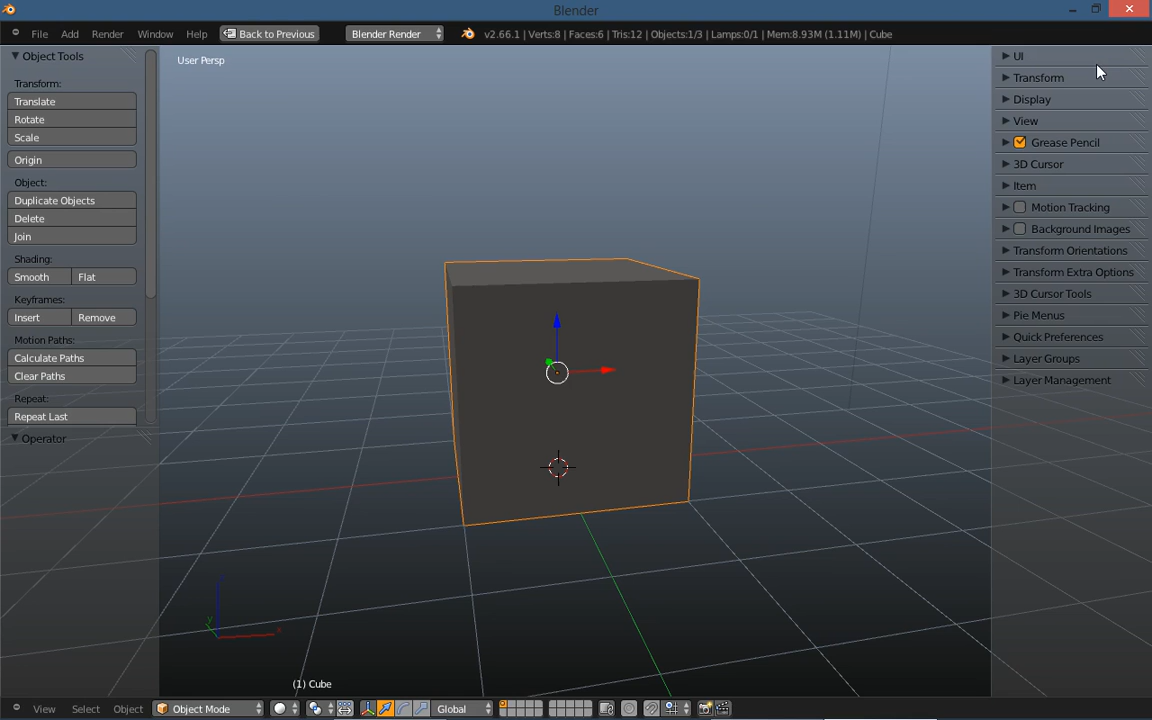 Blender
File Add Render Window Help Back to Previous Blender Render v2.66.1 | Verts:8 | Faces:6 | Tris:12 | Objects:1/3 | Lamps:0/1 | Mem:8.93M (1.11M) | Cube
Object Tools
Transform:
Translate
Rotate
Scale
Origin
Object:
Duplicate Objects
Delete
Join
Shading:
Smooth Flat
Keyframes:
Insert Remove
Motion Paths:
Calculate Paths
Clear Paths
Repeat:
Repeat Last
Operator
User Persp
(1) Cube
UI
Transform
Display
View
Grease Pencil
3D Cursor
Item
Motion Tracking
Background Images
Transform Orientations
Transform Extra Options
3D Cursor Tools
Pie Menus
Quick Preferences
Layer Groups
Layer Management
View Select Object Object Mode Global